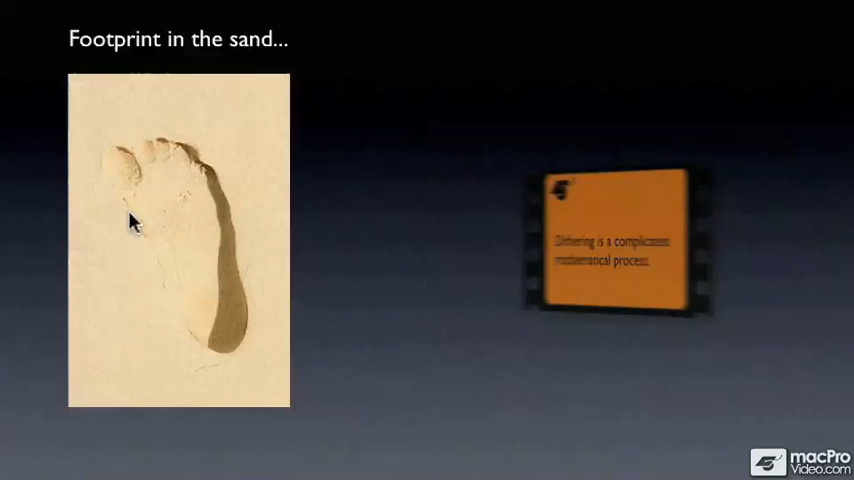 Footprint in the sand...
Dithering is a complicated
mathematical process.
macPro
Video.com